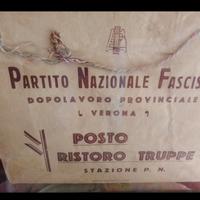 PARTITO NAZIONALE FASCIS
DOPOLAVORO PROVINCIALE
VERONA
POSTO
RISTORO TRUPPE
STAZIONE P. N.